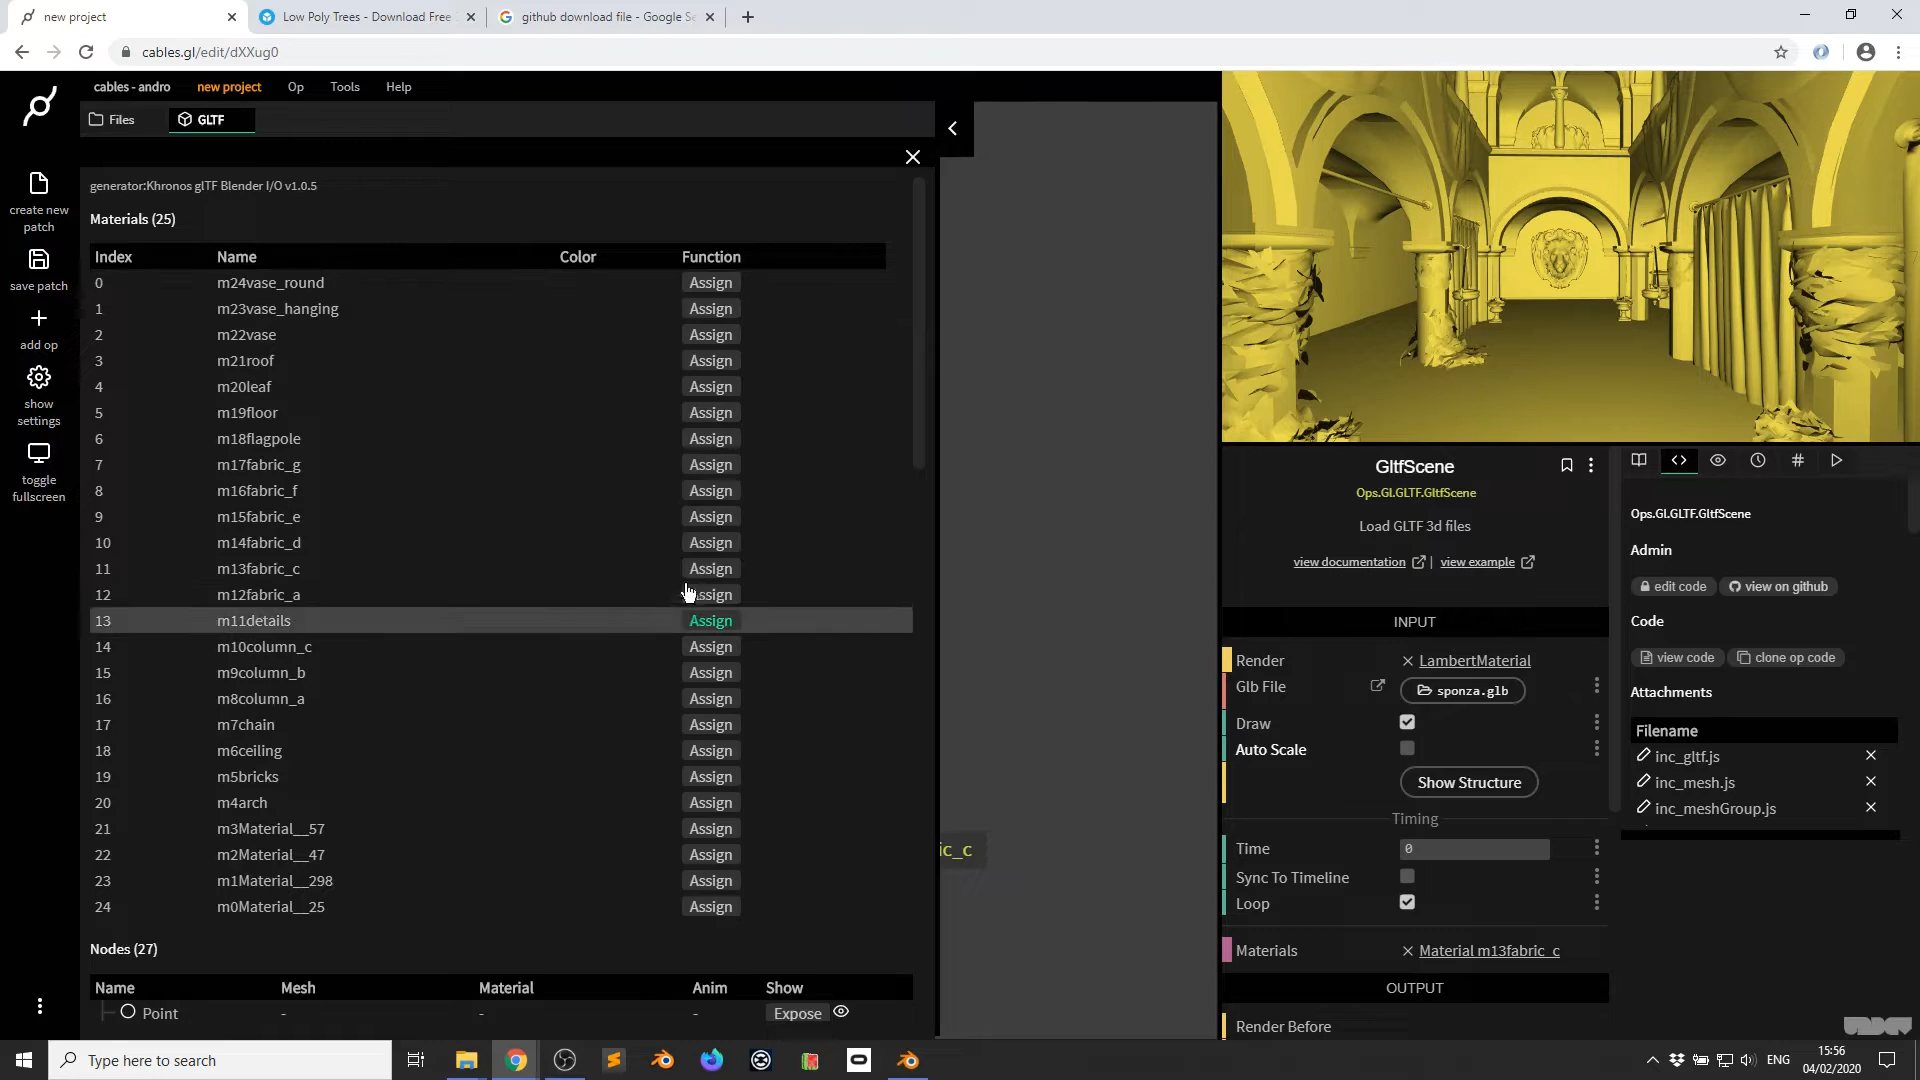 new project
Low Poly Trees - Download Free
github download file - Google Se
cables.gl/edit/dXXug0
cables - andro
new project
Op
Tools
Help
Files
GLTF
create new
patch
save patch
add op
show
settings
toggle
fullscreen
generator:Khronos glTF Blender I/O v1.0.5
Materials (25)
Index Name Color Function
0 m24vase_round Assign
1 m23vase_hanging Assign
2 m22vase Assign
3 m21roof Assign
4 m20leaf Assign
5 m19floor Assign
6 m18flagpole Assign
7 m17fabric_g Assign
8 m16fabric_f Assign
9 m15fabric_e Assign
10 m14fabric_d Assign
11 m13fabric_c Assign
12 m12fabric_a Assign
13 m11details Assign
14 m10column_c Assign
15 m9column_b Assign
16 m8column_a Assign
17 m7chain Assign
18 m6ceiling Assign
19 m5bricks Assign
20 m4arch Assign
21 m3Material__57 Assign
22 m2Material__47 Assign
23 m1Material__298 Assign
24 m0Material__25 Assign
Nodes (27)
Name Mesh Material Anim Show
Point - - - Expose
ic_c
GltfScene
Ops.Gl.GLTF.GltfScene
Load GLTF 3d files
view documentation | view example
INPUT
Render LambertMaterial
Glb File sponza.glb
Draw
Auto Scale
Show Structure
Timing
Time 0
Sync To Timeline
Loop
Materials Material m13fabric_c
OUTPUT
Render Before
Ops.Gl.GLTF.GltfScene
Admin
edit code view on github
Code
view code clone op code
Attachments
Filename
inc_gltf.js
inc_mesh.js
inc_meshGroup.js
UNDEV
Type here to search
ENG
15:56
04/02/2020